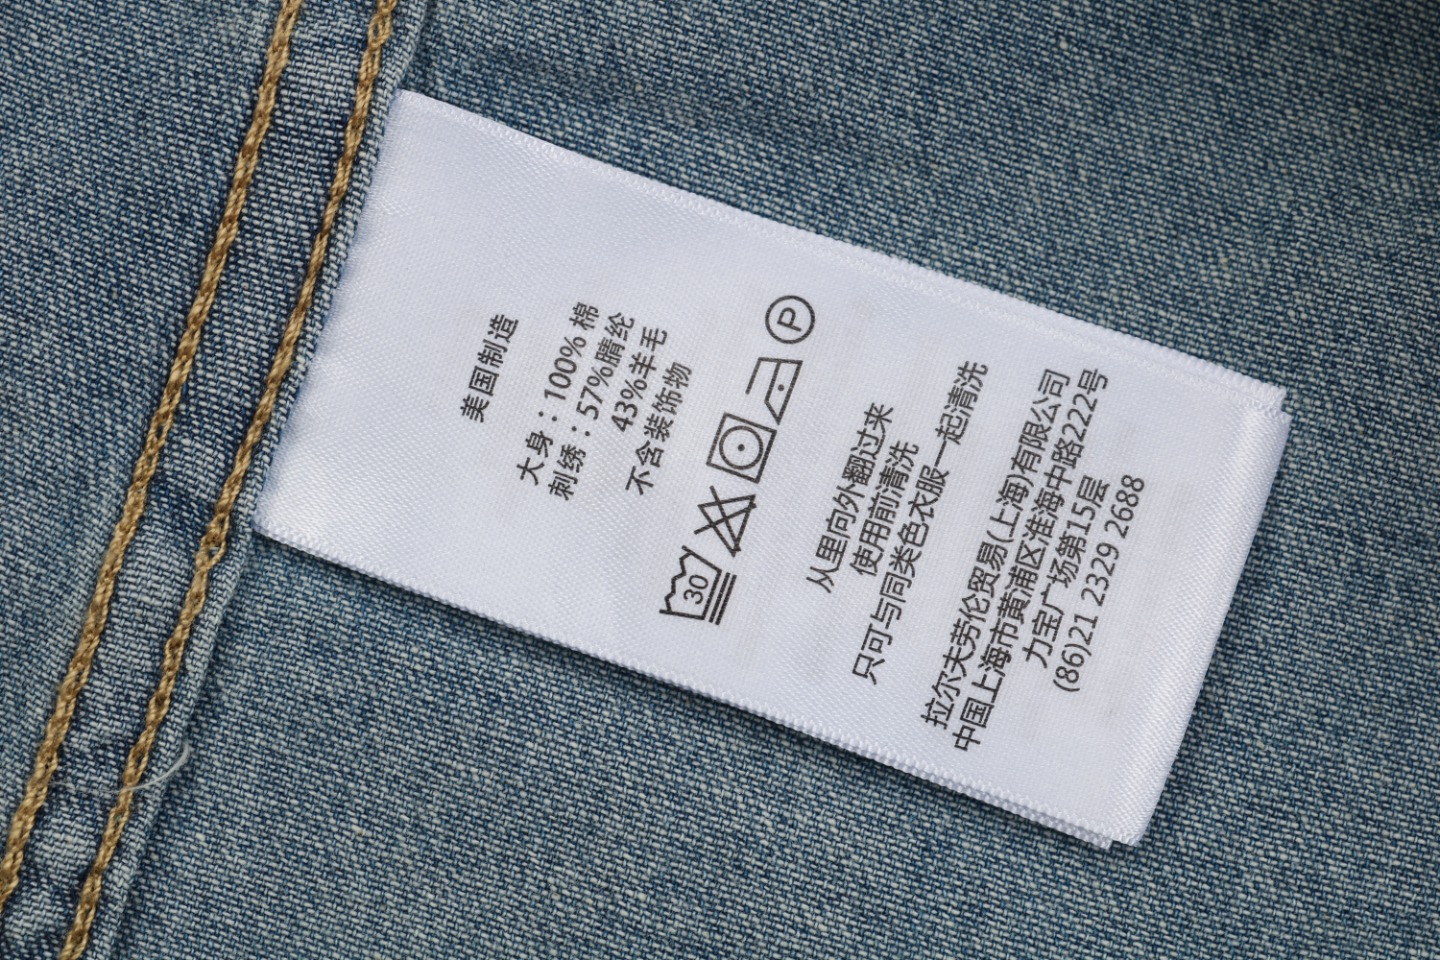 美国制造
大身：100% 棉
刺绣：57%腈纶
43%羊毛
不含装饰物
30
P
从里向外翻过来
使用前清洗
只可与同类色衣服一起清洗
拉尔夫劳伦贸易(上海)有限公司
中国上海市黄浦区淮海中路222号
力宝广场第15层
(86)21 2329 2688